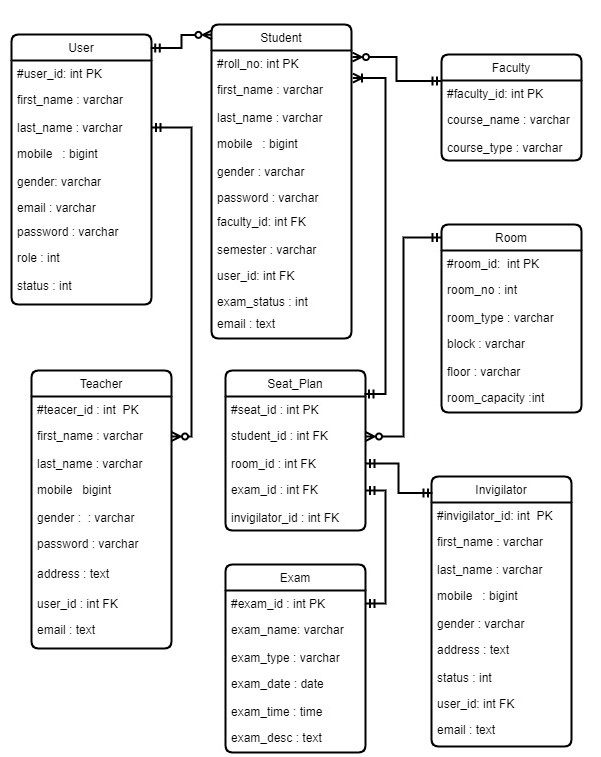 User
#user_id: int PK
first_name : varchar
last_name : varchar
mobile   : bigint
gender: varchar
email : varchar
password : varchar
role : int
status : int
Student
#roll_no: int PK
first_name : varchar
last_name : varchar
mobile   : bigint
gender : varchar
password : varchar
faculty_id: int FK
semester : varchar
user_id: int FK
exam_status : int
email : text
Faculty
#faculty_id: int PK
course_name : varchar
course_type : varchar
Room
#room_id:  int PK
room_no : int
room_type : varchar
block : varchar
floor : varchar
room_capacity :int
Teacher
#teacer_id : int  PK
first_name : varchar
last_name : varchar
mobile   bigint
gender :  : varchar
password : varchar
address : text
user_id : int FK
email : text
Seat_Plan
#seat_id : int PK
student_id : int FK
room_id : int FK
exam_id : int FK
invigilator_id : int FK
Invigilator
#invigilator_id: int  PK
first_name : varchar
last_name : varchar
mobile   : bigint
gender : varchar
address : text
status : int
user_id: int FK
email : text
Exam
#exam_id : int PK
exam_name: varchar
exam_type : varchar
exam_date : date
exam_time : time
exam_desc : text